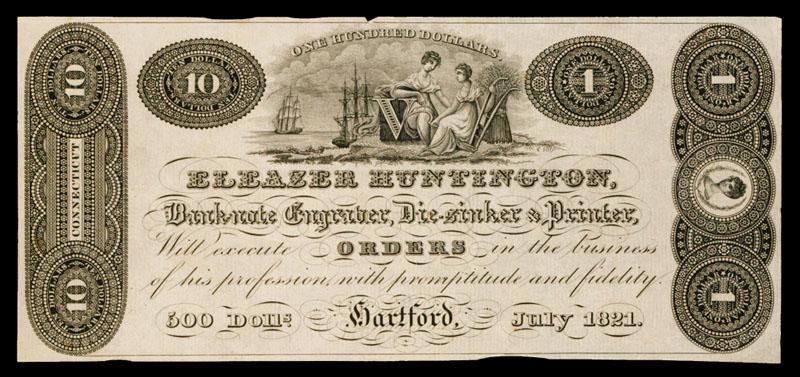 ONE HUNDRED DOLLARS
10
10
1
1
CONNECTICUT
ELEAZER HUNTINGTON,
Bank-note Engraver, Die-sinker & Printer,
Will execute ORDERS in the business
of his profession, with promptitude and fidelity.
10
500 Dolls
Hartford,
July 1821.
1